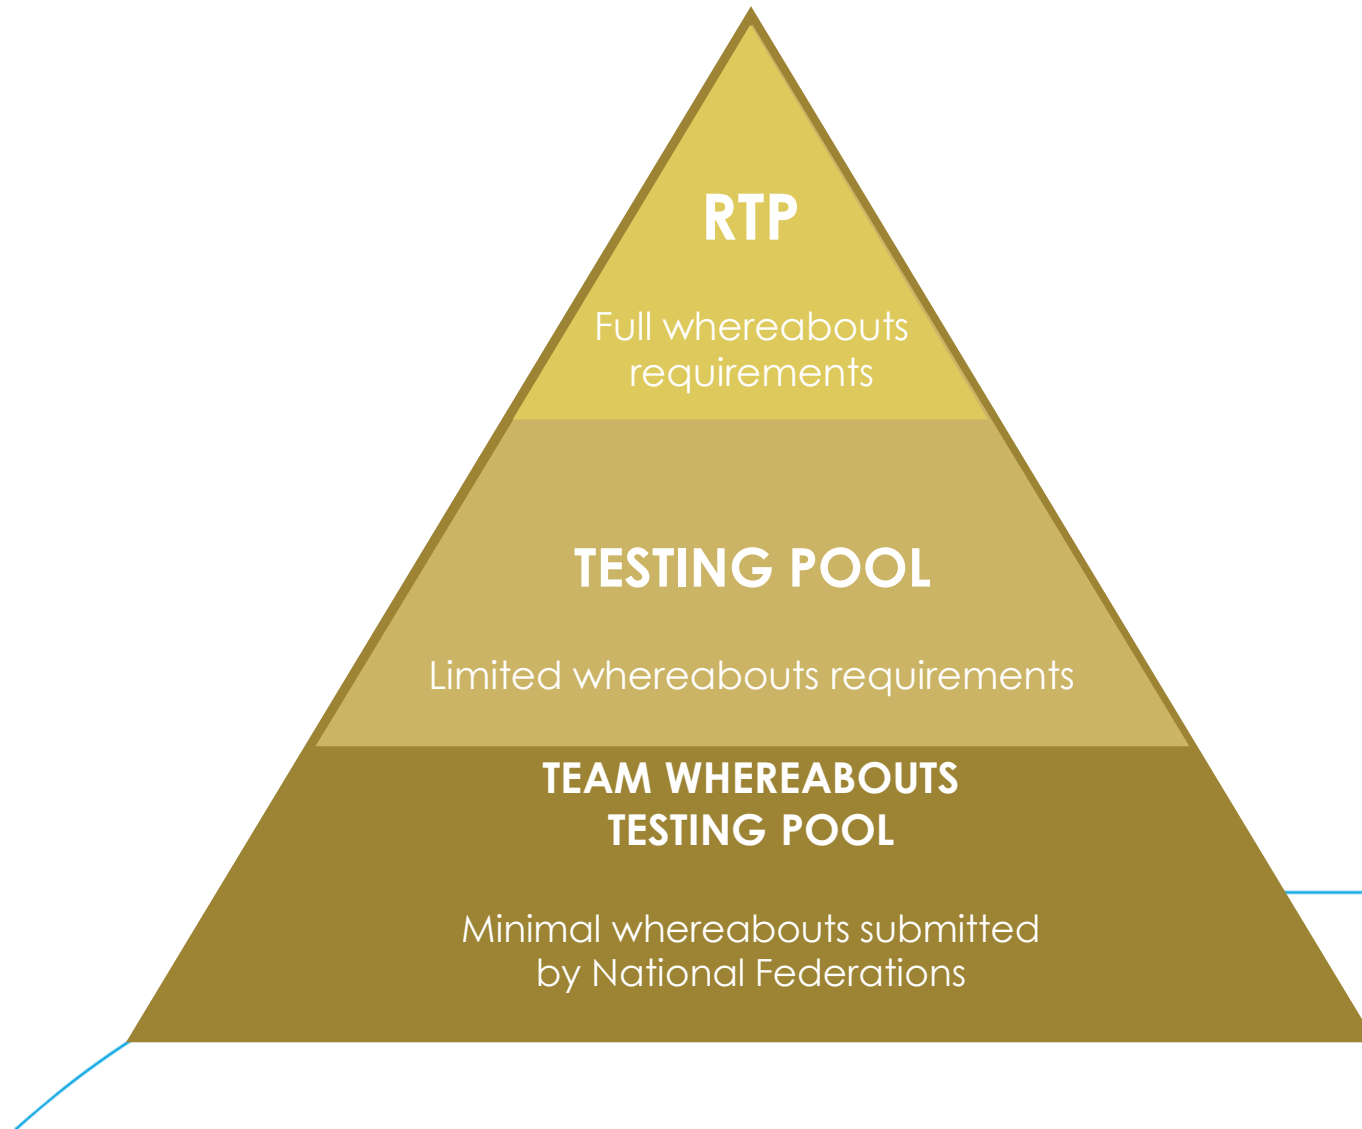 RTP
Full whereabouts
requirements
TESTING POOL
Limited whereabouts requirements
TEAM WHEREABOUTS
TESTING POOL
Minimal whereabouts submitted
by National Federations